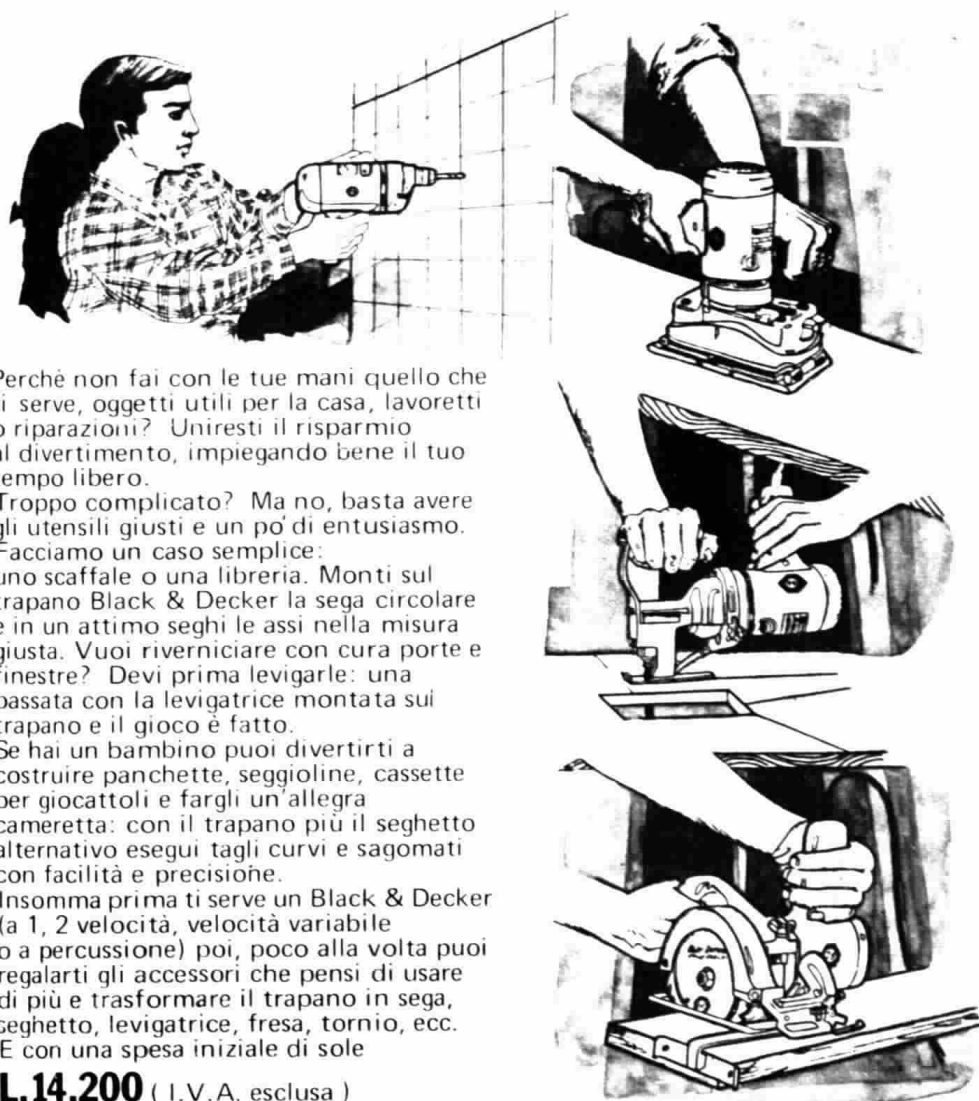 Perchè non fai con le tue mani quello che
ti serve, oggetti utili per la casa, lavoretti
o riparazioni? Uniresti il risparmio
al divertimento, impiegando bene il tuo
tempo libero.
Troppo complicato? Ma no, basta avere
gli utensili giusti e un po' di entusiasmo.
Facciamo un caso semplice:
uno scaffale o una libreria. Monti sul
trapano Black & Decker la sega circolare
e in un attimo seghi le assi nella misura
giusta. Vuoi riverniciare con cura porte e
finestre? Devi prima levigarle: una
passata con la levigatrice montata sul
trapano e il gioco è fatto.
Se hai un bambino puoi divertirti a
costruire panchette, seggioline, cassette
per giocattoli e fargli un'allegra
cameretta: con il trapano più il seghetto
alternativo esegui tagli curvi e sagomati
con facilità e precisione.
Insomma prima ti serve un Black & Decker
(a 1, 2 velocità, velocità variabile
o a percussione) poi, poco alla volta puoi
regalarti gli accessori che pensi di usare
di più e trasformare il trapano in sega,
seghetto, levigatrice, fresa, tornio, ecc.
E con una spesa iniziale di sole
L.14.200 ( I.V.A. esclusa )